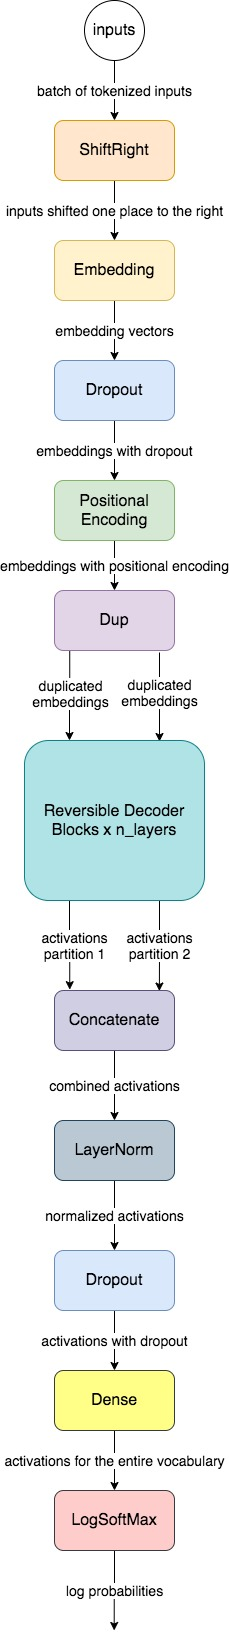 inputs
batch of tokenized inputs
ShiftRight
inputs shifted one place to the right
Embedding
embedding vectors
Dropout
embeddings with dropout
Positional
Encoding
embeddings with positional encoding
Dup
duplicated
embeddings
duplicated
embeddings
Reversible Decoder
Blocks x n_layers
activations
partition 1
activations
partition 2
Concatenate
combined activations
LayerNorm
normalized activations
Dropout
activations with dropout
Dense
activations for the entire vocabulary
LogSoftMax
log probabilities